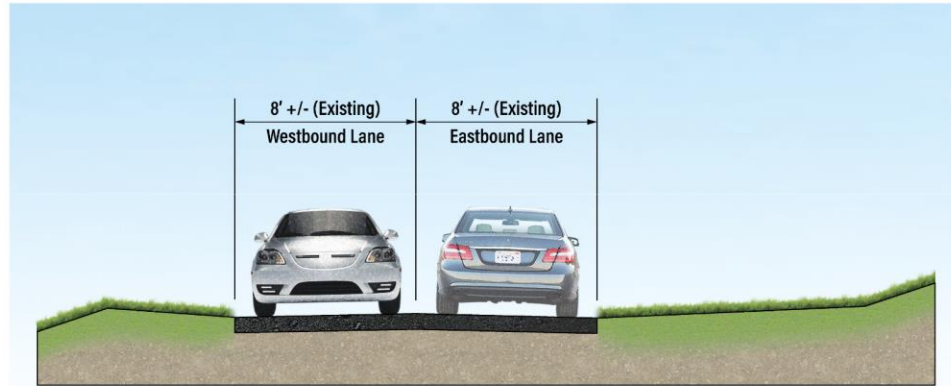 8' +/- (Existing)
Westbound Lane
8' +/- (Existing)
Eastbound Lane